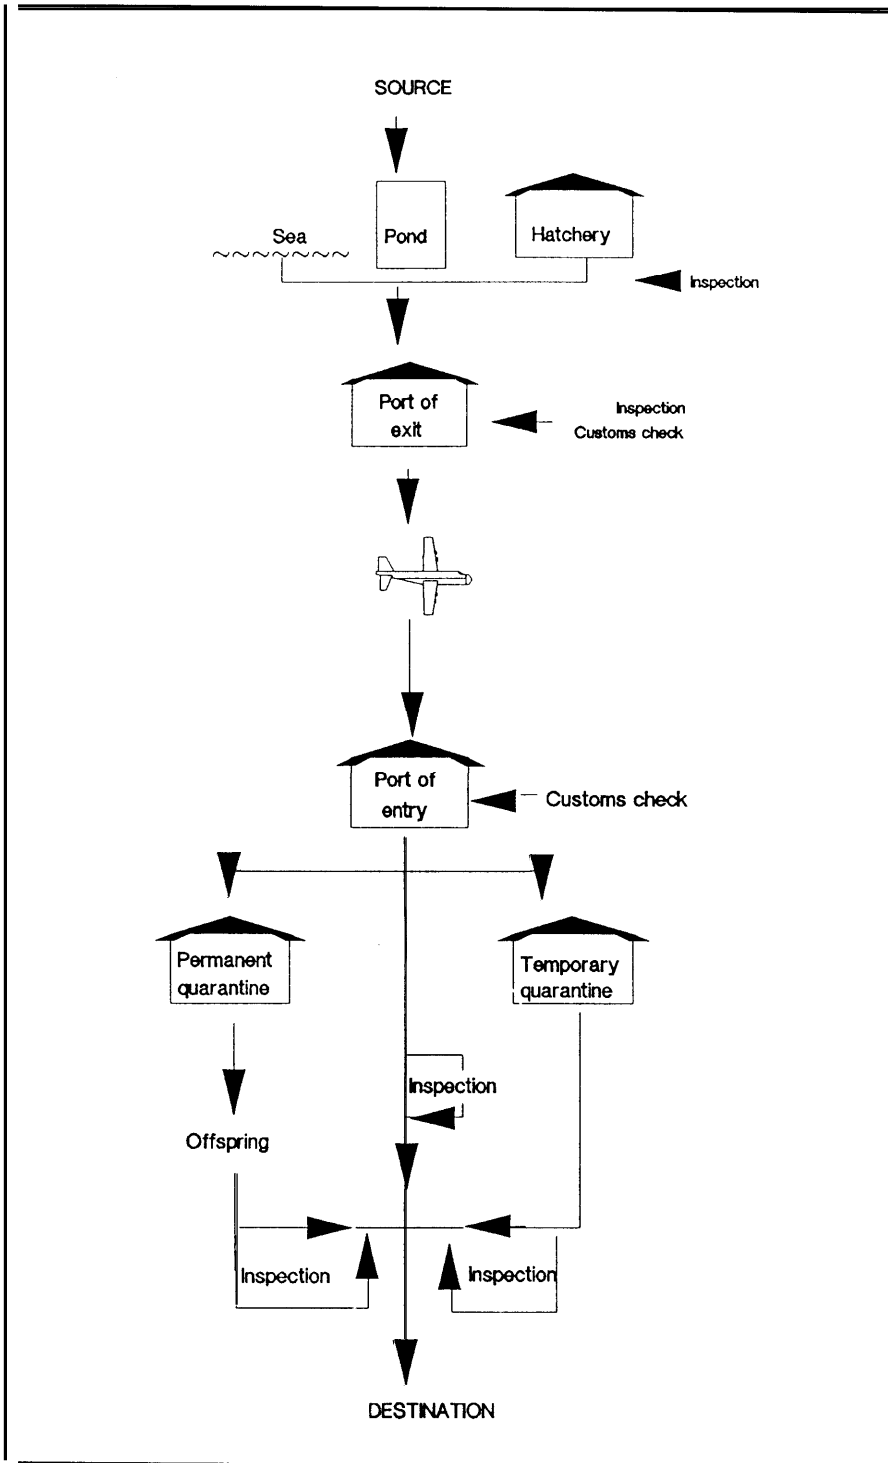 SOURCE
Sea
Pond
Hatchery
Inspection
Port of
exit
Inspection
Customs check
Port of
entry
Customs check
Permanent
quarantine
Temporary
quarantine
Inspection
Offspring
Inspection
Inspection
DESTINATION